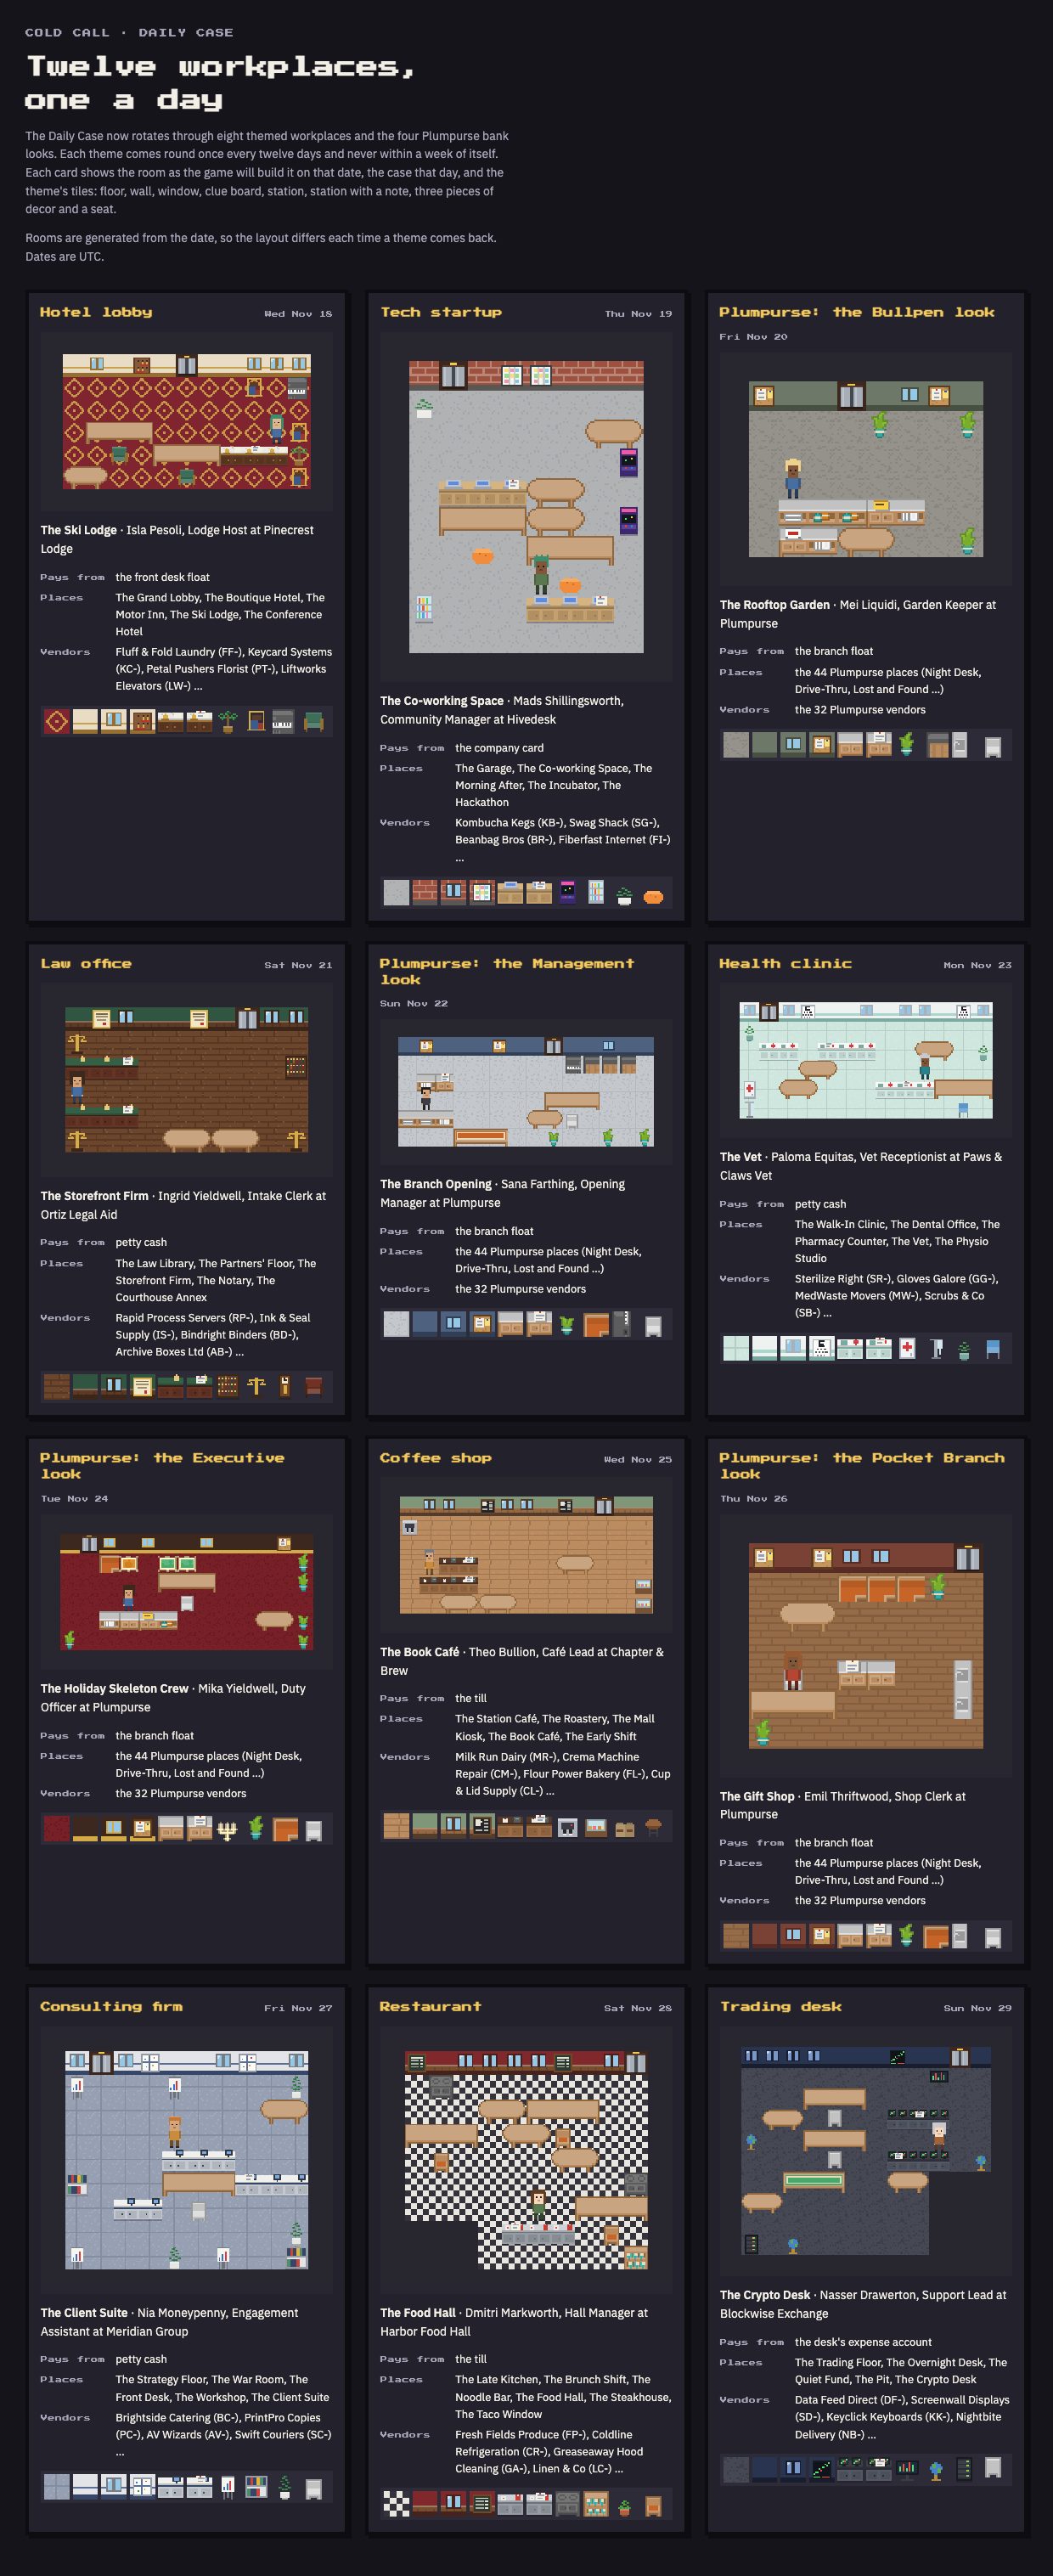 COLD CALL · DAILY CASE
Twelve workplaces,
one a day
The Daily Case now rotates through eight themed workplaces and the four Plumpurse bank
looks. Each theme comes round once every twelve days and never within a week of itself.
Each card shows the room as the game will build it on that date, the case that day, and the
theme's tiles: floor, wall, window, clue board, station, station with a note, three pieces of
decor and a seat.
Rooms are generated from the date, so the layout differs each time a theme comes back.
Dates are UTC.
Hotel lobby
Wed Nov 18
The Ski Lodge · Isla Pesoli, Lodge Host at Pinecrest
Lodge
Pays from the front desk float
Places The Grand Lobby, The Boutique Hotel, The
Motor Inn, The Ski Lodge, The Conference
Hotel
Vendors Fluff & Fold Laundry (FF-), Keycard Systems
(KC-), Petal Pushers Florist (PT-), Liftworks
Elevators (LW-) ...
Tech startup
Thu Nov 19
The Co-working Space · Mads Shillingsworth,
Community Manager at Hivedesk
Pays from the company card
Places The Garage, The Co-working Space, The
Morning After, The Incubator, The
Hackathon
Vendors Kombucha Kegs (KB-), Swag Shack (SG-),
Beanbag Bros (BR-), Fiberfast Internet (FI-)
...
Plumpurse: the Bullpen look
Fri Nov 20
The Rooftop Garden · Mei Liquidi, Garden Keeper at
Plumpurse
Pays from the branch float
Places the 44 Plumpurse places (Night Desk,
Drive-Thru, Lost and Found ...)
Vendors the 32 Plumpurse vendors
Law office
Sat Nov 21
The Storefront Firm · Ingrid Yieldwell, Intake Clerk at
Ortiz Legal Aid
Pays from petty cash
Places The Law Library, The Partners' Floor, The
Storefront Firm, The Notary, The
Courthouse Annex
Vendors Rapid Process Servers (RP-), Ink & Seal
Supply (IS-), Bindright Binders (BD-),
Archive Boxes Ltd (AB-) ...
Plumpurse: the Management
look
Sun Nov 22
The Branch Opening · Sana Farthing, Opening
Manager at Plumpurse
Pays from the branch float
Places the 44 Plumpurse places (Night Desk,
Drive-Thru, Lost and Found ...)
Vendors the 32 Plumpurse vendors
Health clinic
Mon Nov 23
The Vet · Paloma Equitas, Vet Receptionist at Paws &
Claws Vet
Pays from petty cash
Places The Walk-In Clinic, The Dental Office, The
Pharmacy Counter, The Vet, The Physio
Studio
Vendors Sterilize Right (SR-), Gloves Galore (GG-),
MedWaste Movers (MW-), Scrubs & Co
(SB-) ...
Plumpurse: the Executive
look
Tue Nov 24
The Holiday Skeleton Crew · Mika Yieldwell, Duty
Officer at Plumpurse
Pays from the branch float
Places the 44 Plumpurse places (Night Desk,
Drive-Thru, Lost and Found ...)
Vendors the 32 Plumpurse vendors
Coffee shop
Wed Nov 25
The Book Café · Theo Bullion, Café Lead at Chapter &
Brew
Pays from the till
Places The Station Café, The Roastery, The Mall
Kiosk, The Book Café, The Early Shift
Vendors Milk Run Dairy (MR-), Crema Machine
Repair (CM-), Flour Power Bakery (FL-), Cup
& Lid Supply (CL-) ...
Plumpurse: the Pocket Branch
look
Thu Nov 26
The Gift Shop · Emil Thriftwood, Shop Clerk at
Plumpurse
Pays from the branch float
Places the 44 Plumpurse places (Night Desk,
Drive-Thru, Lost and Found ...)
Vendors the 32 Plumpurse vendors
Consulting firm
Fri Nov 27
The Client Suite · Nia Moneypenny, Engagement
Assistant at Meridian Group
Pays from petty cash
Places The Strategy Floor, The War Room, The
Front Desk, The Workshop, The Client Suite
Vendors Brightside Catering (BC-), PrintPro Copies
(PC-), AV Wizards (AV-), Swift Couriers (SC-)
...
Restaurant
Sat Nov 28
The Food Hall · Dmitri Markworth, Hall Manager at
Harbor Food Hall
Pays from the till
Places The Late Kitchen, The Brunch Shift, The
Noodle Bar, The Food Hall, The Steakhouse,
The Taco Window
Vendors Fresh Fields Produce (FP-), Coldline
Refrigeration (CR-), Greaseaway Hood
Cleaning (GA-), Linen & Co (LC-) ...
Trading desk
Sun Nov 29
The Crypto Desk · Nasser Drawerton, Support Lead at
Blockwise Exchange
Pays from the desk's expense account
Places The Trading Floor, The Overnight Desk, The
Quiet Fund, The Pit, The Crypto Desk
Vendors Data Feed Direct (DF-), Screenwall Displays
(SD-), Keyclick Keyboards (KK-), Nightbite
Delivery (NB-) ...